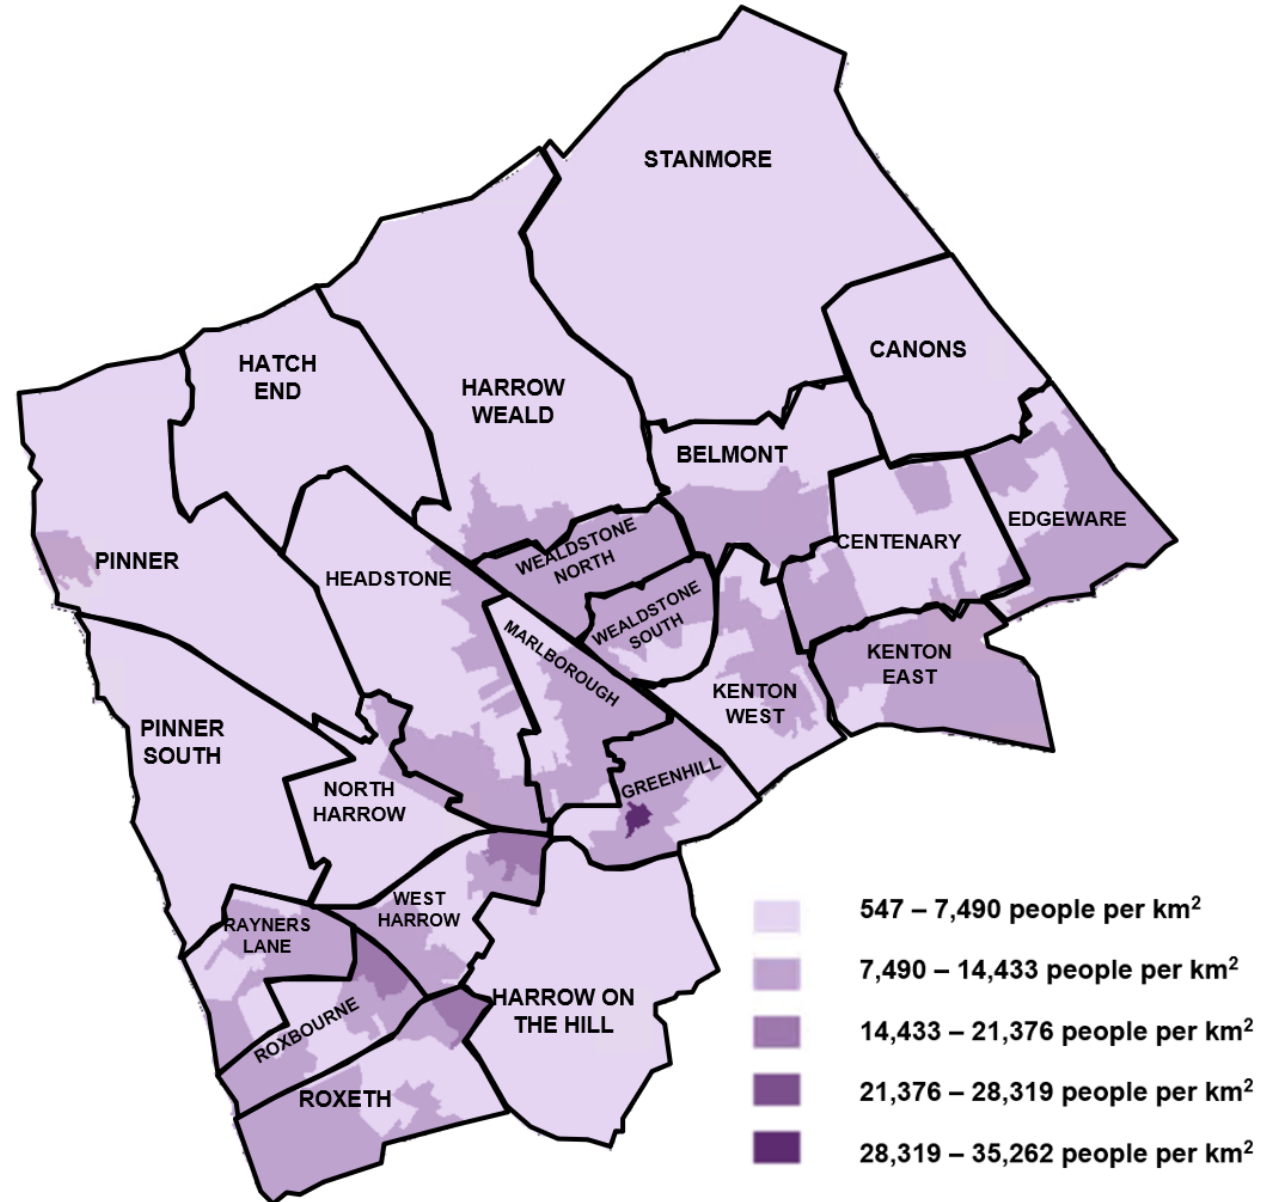 STANMORE
CANONS
HATCH
END
HARROW
WEALD
BELMONT
EDGEWARE
CENTENARY
WEALDSTONE
NORTH
PINNER
HEADSTONE
WEALDSTONE
SOUTH
MARLBOROUGH
KENTON
EAST
KENTON
WEST
PINNER
SOUTH
GREENHILL
NORTH
HARROW
WEST
HARROW
RAYNERS
LANE
HARROW ON
THE HILL
ROXBOURNE
ROXETH
547 – 7,490 people per km²
7,490 – 14,433 people per km²
14,433 – 21,376 people per km²
21,376 – 28,319 people per km²
28,319 – 35,262 people per km²